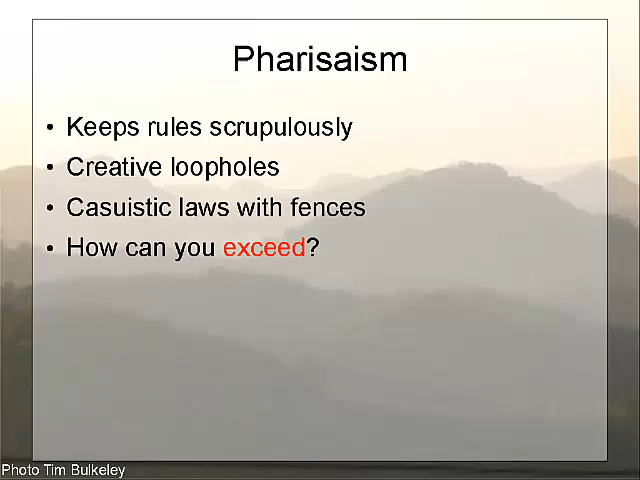 Pharisaism
• Keeps rules scrupulously
• Creative loopholes
• Casuistic laws with fences
• How can you exceed?
Photo Tim Bulkeley